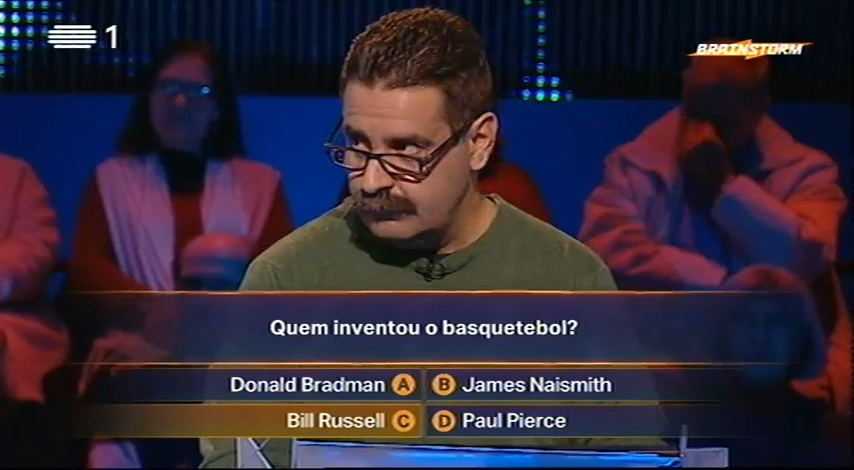 1
BRAINSTORM
Quem inventou o basquetebol?
Donald Bradman A
B James Naismith
Bill Russell C
D Paul Pierce